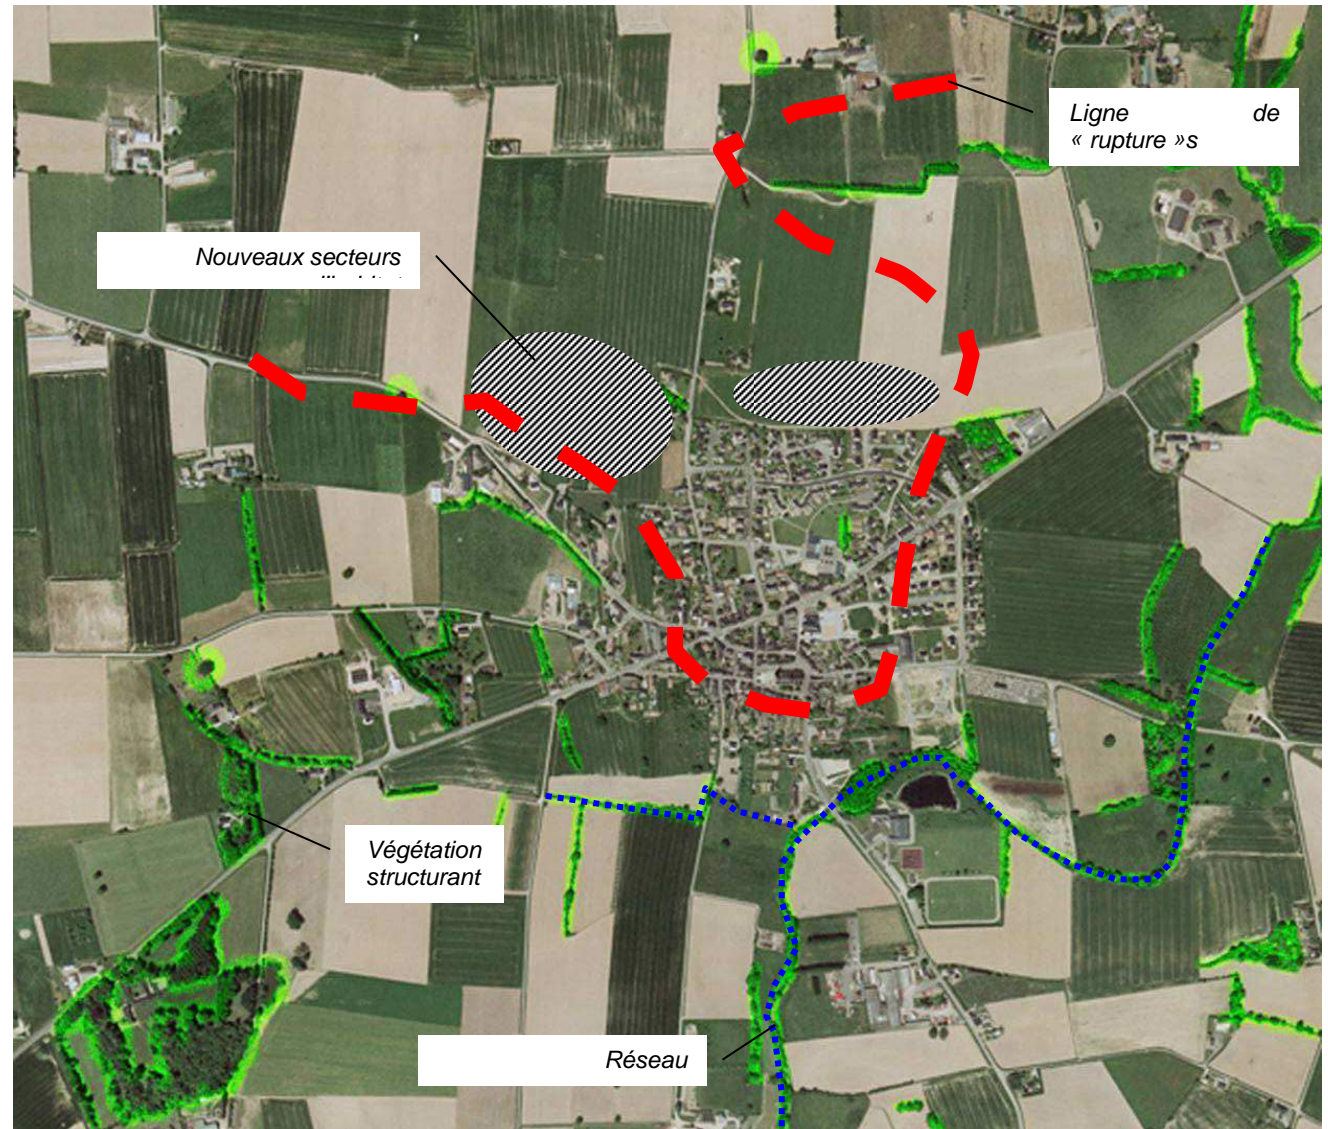 Ligne de
« rupture »s
Nouveaux secteurs
Végétation
structurant
Réseau